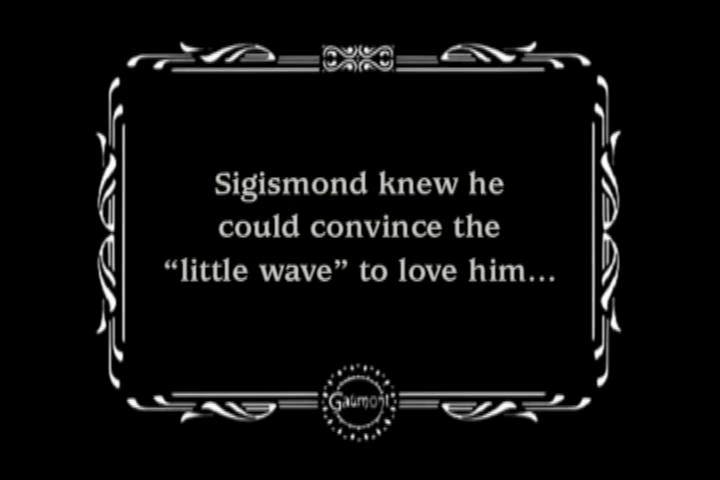 Sigismond knew he
could convince the
“little wave” to love him...
Gaumont